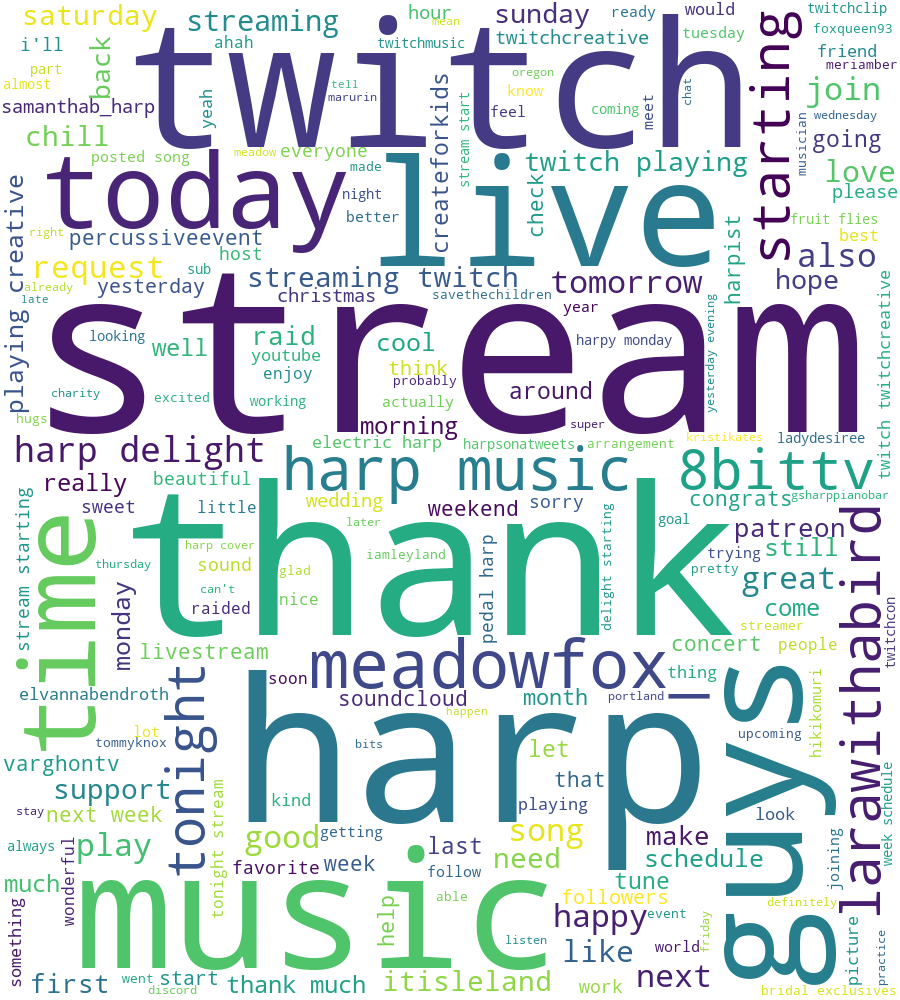 saturday
streaming
hour
sunday
ready
would
twitchclip
i'll
ahah
twitch
twitchmusic
mean
twitchcreative
tuesday
foxqueen93
friend
meriamber
part
almost
back
yeah
tell
marurin
oregon
know
feel
coming
meet
chat
starting
join
samanthab_harp
createforkids
stream start
wednesday
musician
going
chill
posted song
meadow
everyone
made
twitch playing
love
please
today
live
night
better
check
fruit flies
best
playing creative
right
percussiveevent
host
sub
harpist
also
request
already
late
yesterday
streaming twitch
christmas
savethechildren
tomorrow
year
hope
twitch twitchcreative
yesterday evening
stream
looking
well
raid
youtube
enjoy
cool
think
probably
harpy monday
around
charity
excited
working
actually
hugs
morning
super
harp delight
electric harp
harpsonatweets
arrangement
kristikates
ladydesiree
harp music
8bittv
really
beautiful
sweet
little
wedding
weekend
sorry
congrats
gsharppianobar
later
goal
patreon
time
stream starting
thank
harp cover
sound
iamleyland
glad
pedal harp
delight starting
trying
still
pretty
thursday
can't
raided
nice
great
come
larawithabird
monday
livestream
streamer
concert
people
twitchcon
meadowfox_
soon
soundcloud
month
thing
portland
elvannabendroth
tonight
harp
happen
guys
hikikomuri
lot
tommyknox
bits
let
upcoming
varghontv
that
support
kind
playing
look
week schedule
stay
next week
tonight stream
good
getting
song
make
always
play
wonderful
favorite
week
last
follow
need
schedule
tune
joining
much
music
help
able
followers
definitely
something
happy
event
friday
picture
practice
listen
like
world
first
went
start
discord
thank much
itisleland
work
next
bridal exclusives